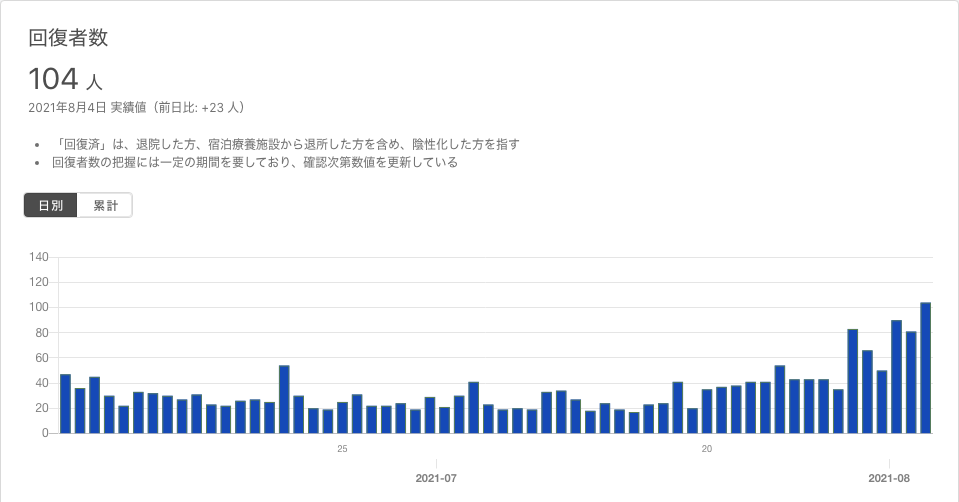 回復者数
104 人
2021年8月4日 実績値（前日比: +23 人）
• 「回復済」は、退院した方、宿泊療養施設から退所した方を含め、陰性化した方を指す
• 回復者数の把握には一定の期間を要しており、確認次第数値を更新している
日別 累計
140
120
100
80
60
40
20
0
25 20
2021-07 2021-08